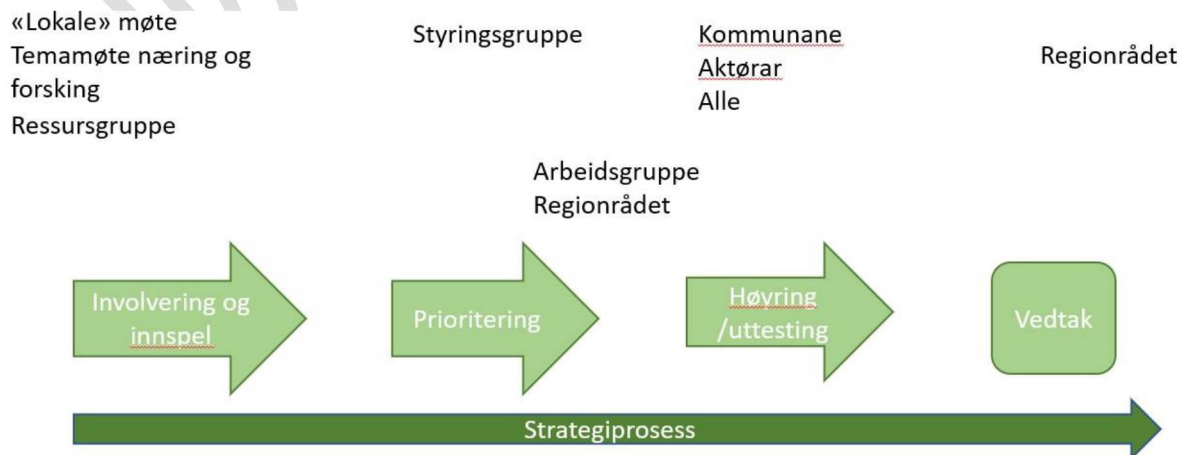 «Lokale» møte
Temamøte næring og
forsking
Ressursgruppe
Styringsgruppe
Kommunane
Aktørar
Alle
Regionrådet
Arbeidsgruppe
Regionrådet
Involvering og
innspel
Prioritering
Høyring
/uttesting
Vedtak
Strategiprosess